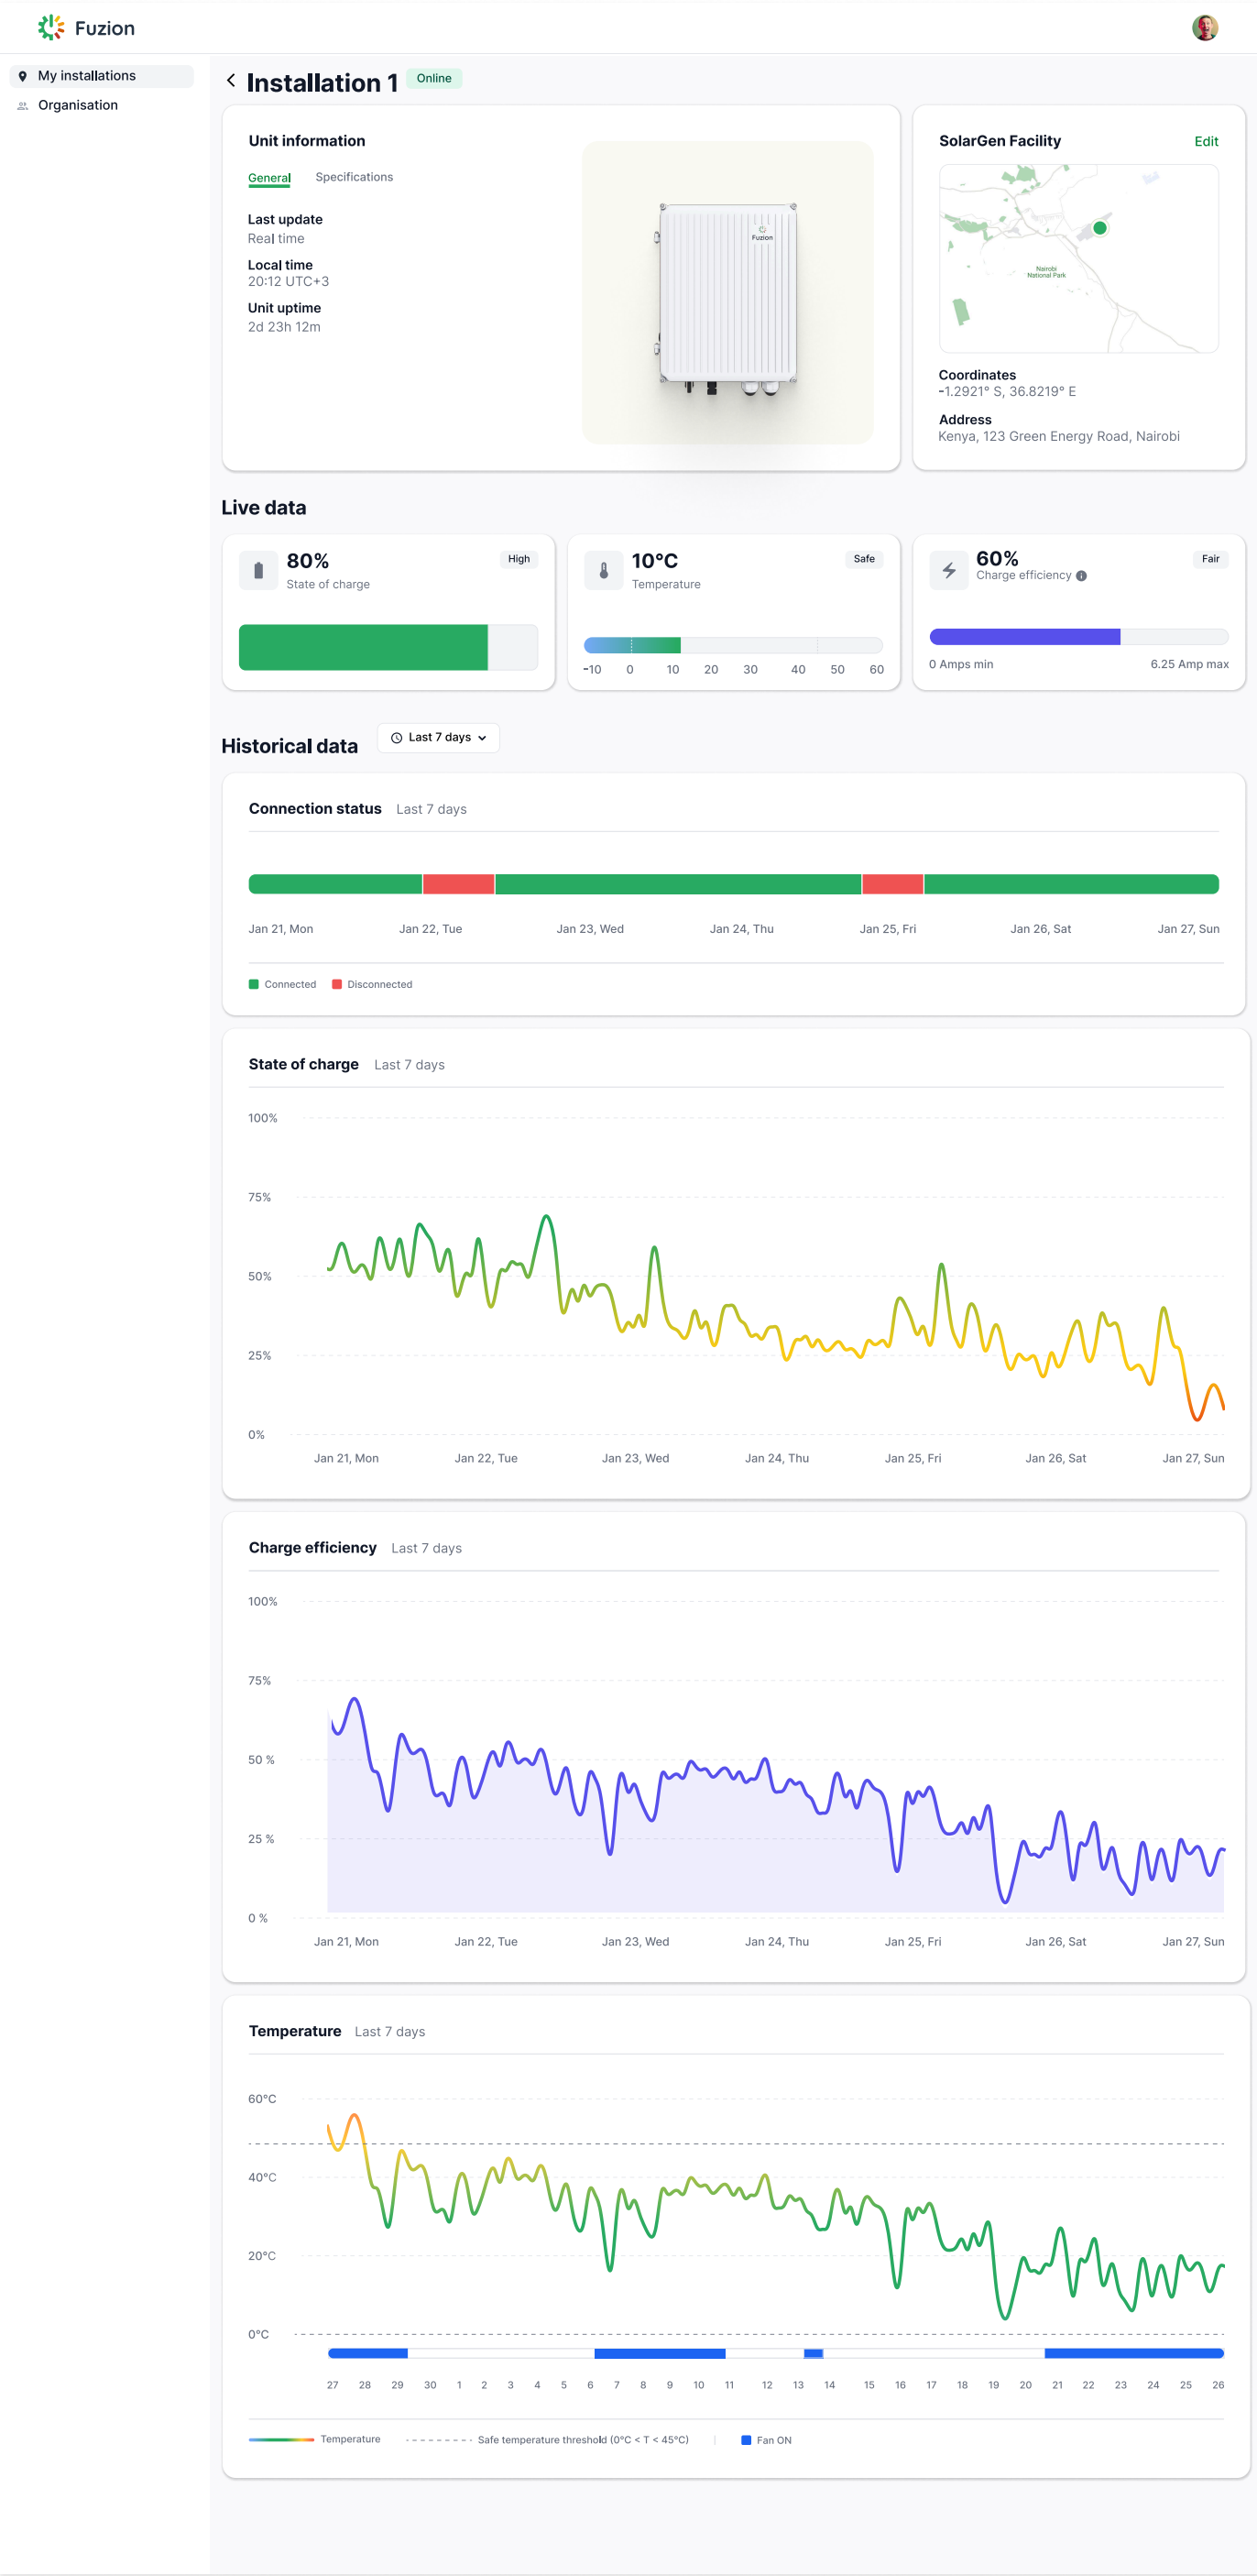 Fuzion
My installations
Organisation
Installation 1 Online
Unit information
General Specifications
Last update
Real time
Local time
20:12 UTC+3
Unit uptime
2d 23h 12m
Fuzion
SolarGen Facility Edit
Nairobi
National Park
Coordinates
-1.2921° S, 36.8219° E
Address
Kenya, 123 Green Energy Road, Nairobi
Live data
80% High
State of charge
10°C Safe
Temperature
-10 0 10 20 30 40 50 60
60% Fair
Charge efficiency
0 Amps min 6.25 Amp max
Historical data Last 7 days
Connection status Last 7 days
Jan 21, Mon Jan 22, Tue Jan 23, Wed Jan 24, Thu Jan 25, Fri Jan 26, Sat Jan 27, Sun
Connected Disconnected
State of charge Last 7 days
100%
75%
50%
25%
0%
Jan 21, Mon Jan 22, Tue Jan 23, Wed Jan 24, Thu Jan 25, Fri Jan 26, Sat Jan 27, Sun
Charge efficiency Last 7 days
100%
75%
50 %
25 %
0 %
Jan 21, Mon Jan 22, Tue Jan 23, Wed Jan 24, Thu Jan 25, Fri Jan 26, Sat Jan 27, Sun
Temperature Last 7 days
60°C
40°C
20°C
0°C
27 28 29 30 1 2 3 4 5 6 7 8 9 10 11 12 13 14 15 16 17 18 19 20 21 22 23 24 25 26
Temperature Safe temperature threshold (0°C < T < 45°C) Fan ON